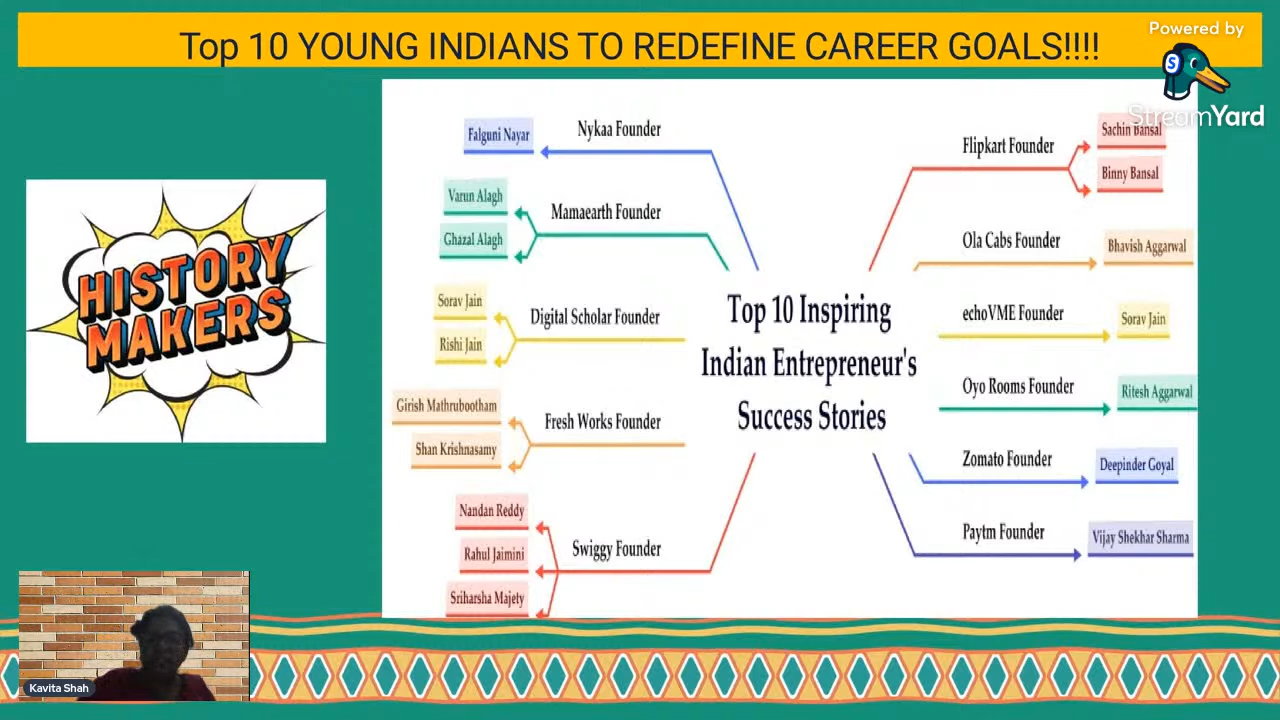 Top 10 YOUNG INDIANS TO REDEFINE CAREER GOALS!!!!
Powered by
S
StreamYard
HISTORY
MAKERS
Top 10 Inspiring
Indian Entrepreneur's
Success Stories
Nykaa Founder
Falguni Nayar
Mamaearth Founder
Varun Alagh
Ghazal Alagh
Digital Scholar Founder
Sorav Jain
Rishi Jain
Fresh Works Founder
Girish Mathrubootham
Shan Krishnasamy
Swiggy Founder
Nandan Reddy
Rahul Jaimini
Sriharsha Majety
Flipkart Founder
Sachin Bansal
Binny Bansal
Ola Cabs Founder
Bhavish Aggarwal
echoVME Founder
Sorav Jain
Oyo Rooms Founder
Ritesh Aggarwal
Zomato Founder
Deepinder Goyal
Paytm Founder
Vijay Shekhar Sharma
Kavita Shah